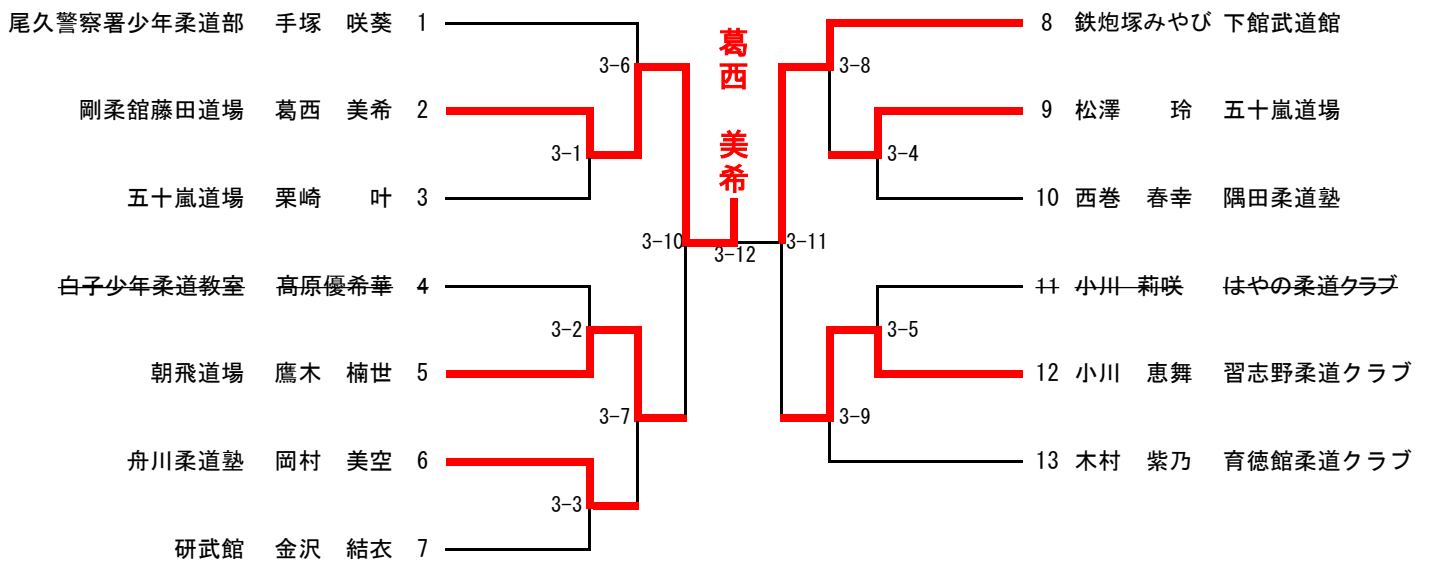 尾久警察署少年柔道部 手塚 咲葵 1
3-6
剛柔舘藤田道場 葛西 美希 2
3-1
五十嵐道場 栗崎 叶 3
3-10
白子少年柔道教室 髙原優希華 4
3-2
朝飛道場 鷹木 楠世 5
3-7
舟川柔道塾 岡村 美空 6
3-3
研武館 金沢 結衣 7
葛西 美希
3-12
8 鉄炮塚みやび 下館武道館
3-8
9 松澤 玲 五十嵐道場
3-4
10 西巻 春幸 隅田柔道塾
3-11
11 小川 莉咲 はやの柔道クラブ
3-5
12 小川 恵舞 習志野柔道クラブ
3-9
13 木村 紫乃 育徳館柔道クラブ